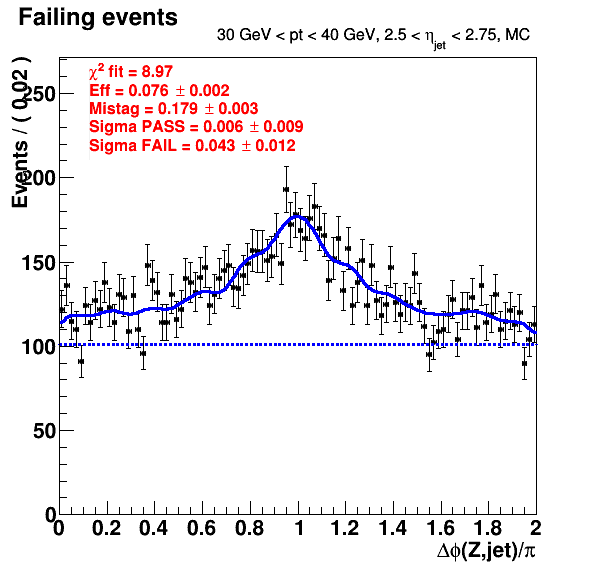 Failing events
30 GeV < pt < 40 GeV, 2.5 < ηjet < 2.75, MC
χ² fit = 8.97
Eff = 0.076 ± 0.002
Mistag = 0.179 ± 0.003
Sigma PASS = 0.006 ± 0.009
Sigma FAIL = 0.043 ± 0.012
Events / ( 0.02 )
250
200
150
100
50
0
0 0.2 0.4 0.6 0.8 1 1.2 1.4 1.6 1.8 2
Δϕ(Z,jet)/π